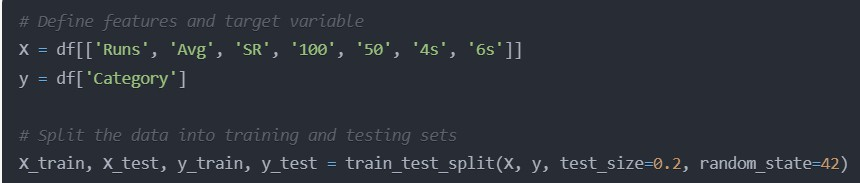 # Define features and target variable
X = df[['Runs', 'Avg', 'SR', '100', '50', '4s', '6s']]
y = df['Category']
# Split the data into training and testing sets
X_train, X_test, y_train, y_test = train_test_split(X, y, test_size=0.2, random_state=42)